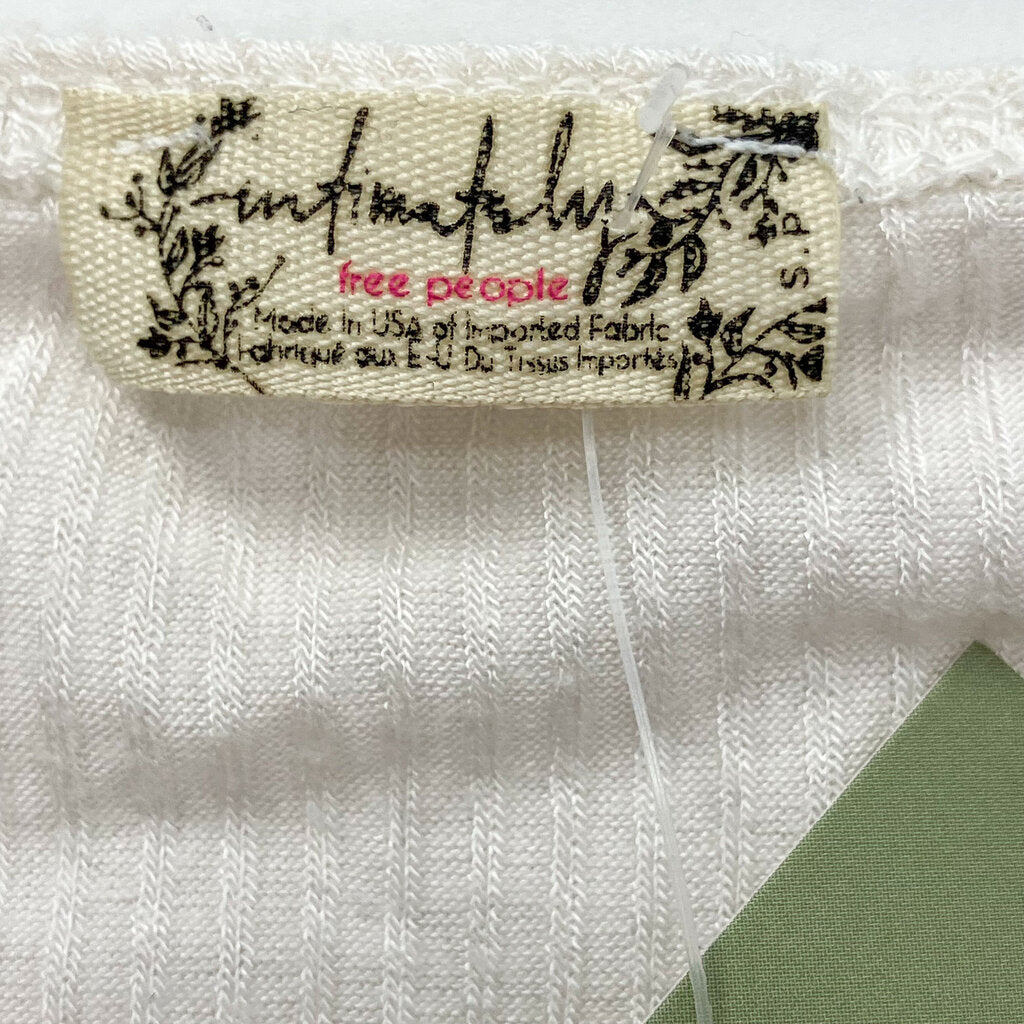 intimately
free people
Made In USA of Imported Fabric
Fabriqué aux E-U Du Tissus Importés
S.P